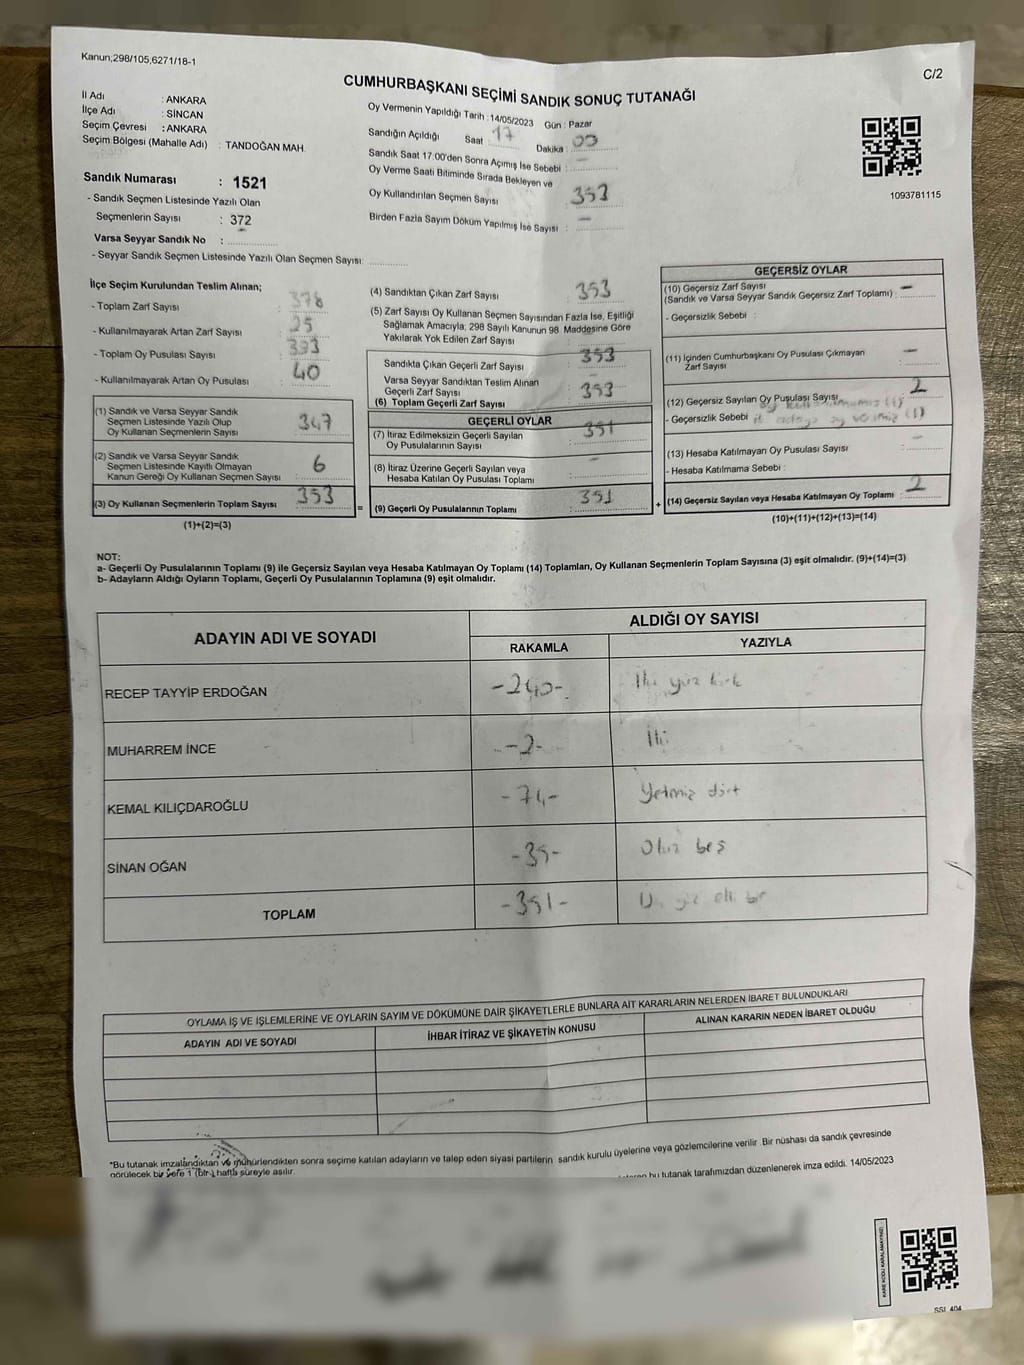 Kanun,298/105,6271/18-1
C/2
CUMHURBAŞKANI SEÇİMİ SANDIK SONUÇ TUTANAĞI
İl Adı : ANKARA
İlçe Adı : SİNCAN
Seçim Çevresi : ANKARA
Seçim Bölgesi (Mahalle Adı) : TANDOĞAN MAH.
Sandık Numarası : 1521
- Sandık Seçmen Listesinde Yazılı Olan
Seçmenlerin Sayısı : 372
Varsa Seyyar Sandık No :
- Seyyar Sandık Seçmen Listesinde Yazılı Olan Seçmen Sayısı:
Oy Vermenin Yapıldığı Tarih : 14/05/2023 Gün : Pazar
Sandığın Açıldığı Saat 17 Dakika : 00
Sandık Saat 17:00'den Sonra Açımış İse Sebebi : -
Oy Verme Saati Bitiminde Sırada Bekleyen ve
Oy Kullandırılan Seçmen Sayısı 353
Birden Fazla Sayım Döküm Yapılmış İse Sayısı : -
1093781115
İlçe Seçim Kurulundan Teslim Alınan;
- Toplam Zarf Sayısı : 378
- Kullanılmayarak Artan Zarf Sayısı : 25
- Toplam Oy Pusulası Sayısı : 393
- Kullanılmayarak Artan Oy Pusulası : 40
(1) Sandık ve Varsa Seyyar Sandık
Seçmen Listesinde Yazılı Olup
Oy Kullanan Seçmenlerin Sayısı 347
(2) Sandık ve Varsa Seyyar Sandık
Seçmen Listesinde Kayıtlı Olmayan
Kanun Gereği Oy Kullanan Seçmen Sayısı 6
(3) Oy Kullanan Seçmenlerin Toplam Sayısı 353
(1)+(2)=(3)
(4) Sandıktan Çıkan Zarf Sayısı 353
(5) Zarf Sayısı Oy Kullanan Seçmen Sayısından Fazla İse, Eşitliği
Sağlamak Amacıyla, 298 Sayılı Kanunun 98. Maddesine Göre
Yakılarak Yok Edilen Zarf Sayısı
Sandıkta Çıkan Geçerli Zarf Sayısı : 353
Varsa Seyyar Sandıktan Teslim Alınan
Geçerli Zarf Sayısı
(6) Toplam Geçerli Zarf Sayısı 353
GEÇERLİ OYLAR
(7) İtiraz Edilmeksizin Geçerli Sayılan
Oy Pusulalarının Sayısı 351
(8) İtiraz Üzerine Geçerli Sayılan veya
Hesaba Katılan Oy Pusulası Toplamı -
(9) Geçerli Oy Pusulalarının Toplamı 351
=
+
GEÇERSİZ OYLAR
(10) Geçersiz Zarf Sayısı
(Sandık ve Varsa Seyyar Sandık Geçersiz Zarf Toplamı) : -
- Geçersizlik Sebebi :
(11) İçinden Cumhurbaşkanı Oy Pusulası Çıkmayan
Zarf Sayısı -
(12) Geçersiz Sayılan Oy Pusulası Sayısı 2
- Geçersizlik Sebebi (1) (1)
(13) Hesaba Katılmayan Oy Pusulası Sayısı -
- Hesaba Katılmama Sebebi :
(14) Geçersiz Sayılan veya Hesaba Katılmayan Oy Toplamı : 2
(10)+(11)+(12)+(13)=(14)
NOT:
a- Geçerli Oy Pusulalarının Toplamı (9) ile Geçersiz Sayılan veya Hesaba Katılmayan Oy Toplamı (14) Toplamları, Oy Kullanan Seçmenlerin Toplam Sayısına (3) eşit olmalıdır. (9)+(14)=(3)
b- Adayların Aldığı Oyların Toplamı, Geçerli Oy Pusulalarının Toplamına (9) eşit olmalıdır.
ADAYIN ADI VE SOYADI
ALDIĞI OY SAYISI
RAKAMLA YAZIYLA
RECEP TAYYİP ERDOĞAN -240- İki yüz kırk
MUHARREM İNCE -2- İki
KEMAL KILIÇDAROĞLU -74- Yetmiş dört
SİNAN OĞAN -35- Otuz beş
TOPLAM -351- Üç yüz elli bir
OYLAMA İŞ VE İŞLEMLERİNE VE OYLARIN SAYIM VE DÖKÜMÜNE DAİR ŞİKAYETLERLE BUNLARA AİT KARARLARIN NELERDEN İBARET BULUNDUKLARI
ADAYIN ADI VE SOYADI İHBAR İTİRAZ VE ŞİKAYETİN KONUSU ALINAN KARARIN NEDEN İBARET OLDUĞU
*Bu tutanak imzalandıktan ve mühürlendikten sonra seçime katılan adayların ve talep eden siyasi partilerin sandık kurulu üyelerine veya gözlemcilerine verilir. Bir nüshası da sandık çevresinde
görülecek bir yere 1 (bir) hafta süreyle asılır.
bu tutanak tarafımızdan düzenlenerek imza edildi. 14/05/2023
KARE KODU KARALAMAYINIZ!
SSİ_404